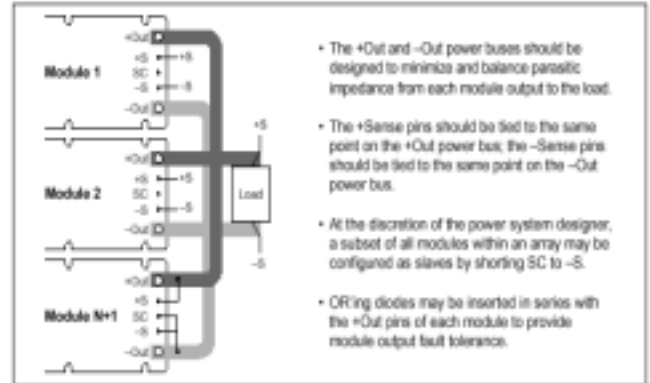 +Out
+S
+S
Module 1
SC
–S
–S
–Out
+S
+Out
+S
+S
Module 2
SC
Load
–S
–S
–Out
–S
+Out
+S
Module N+1
SC
–S
–Out
• The +Out and –Out power buses should be
designed to minimize and balance parasitic
impedance from each module output to the load.
• The +Sense pins should be tied to the same
point on the +Out power bus; the –Sense pins
should be tied to the same point on the –Out
power bus.
• At the discretion of the power system designer,
a subset of all modules within an array may be
configured as slaves by shorting SC to –S.
• OR'ing diodes may be inserted in series with
the +Out pins of each module to provide
module output fault tolerance.